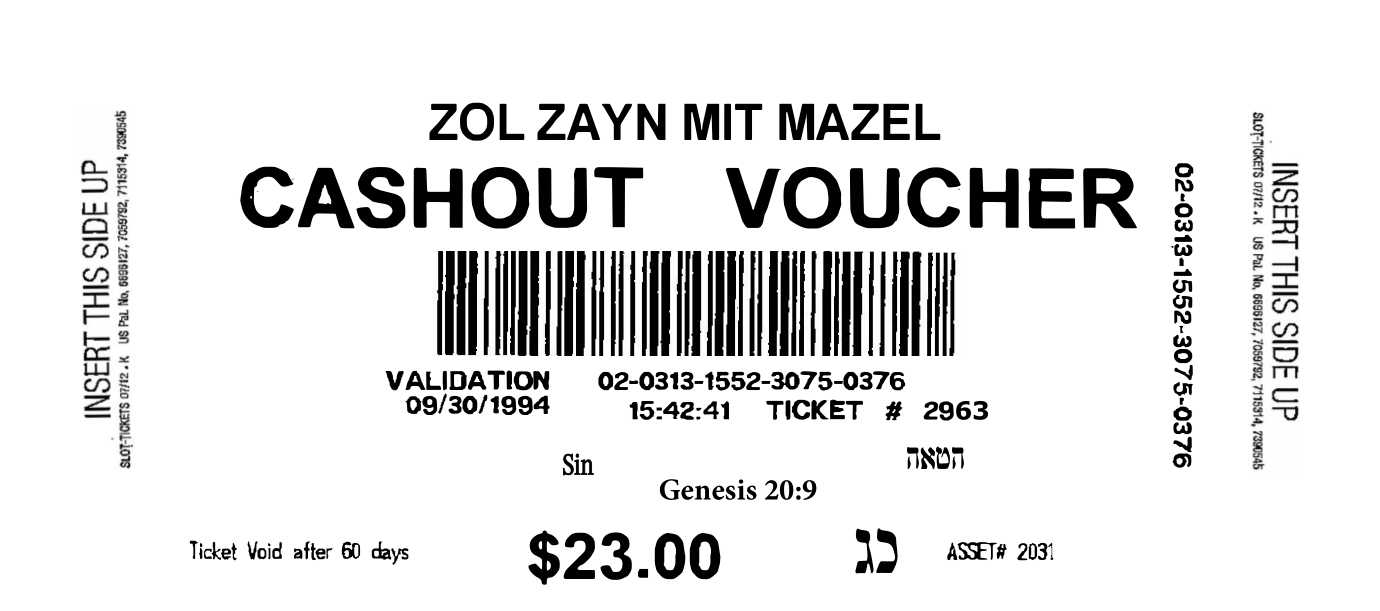 INSERT THIS SIDE UP
SLOT-TICKETS 07/12 - K US Pat. No. 6696127, 7059792, 7115314, 7390545
ZOL ZAYN MIT MAZEL
CASHOUT VOUCHER
VALIDATION 02-0313-1552-3075-0376
09/30/1994 15:42:41 TICKET # 2963
Sin הטאה
Genesis 20:9
Ticket Void after 60 days $23.00 כג ASSET# 2031
02-0313-1552-3075-0376
SLOT-TICKETS 07/12 - K US Pat. No. 6696127, 7059792, 7115314, 7390545
INSERT THIS SIDE UP